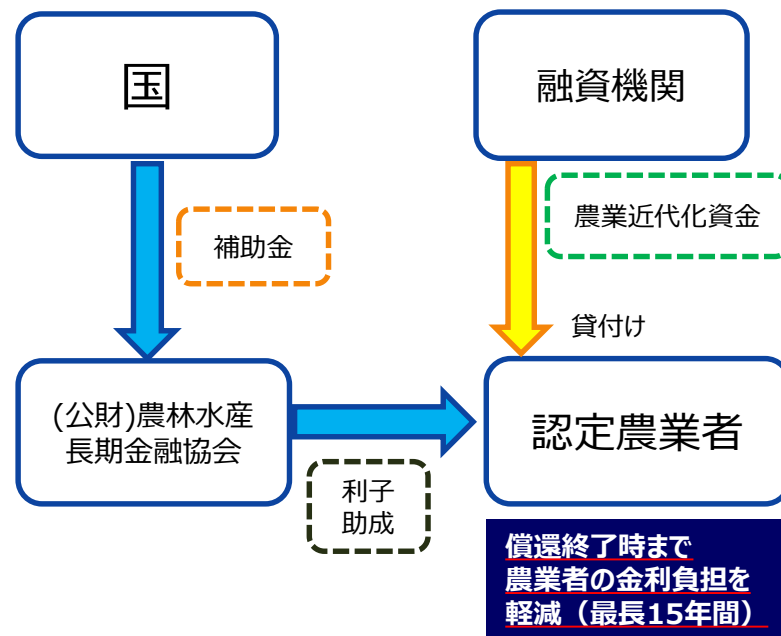 国
融資機関
補助金
農業近代化資金
貸付け
(公財)農林水産
長期金融協会
認定農業者
利子
助成
償還終了時まで
農業者の金利負担を
軽減（最長15年間）